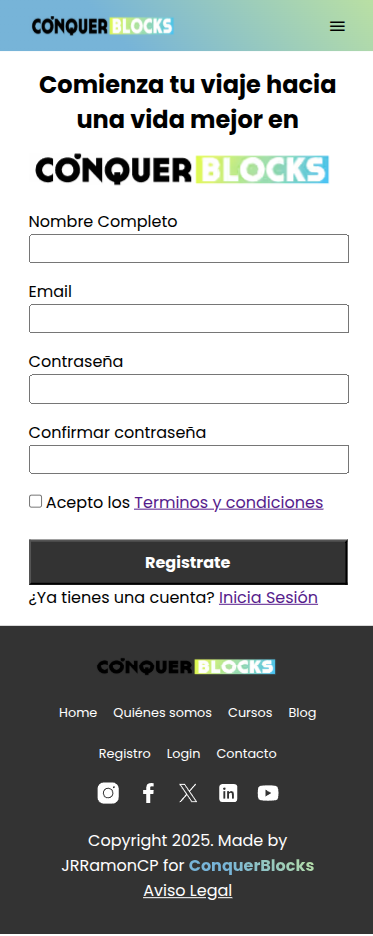 CONQUER BLOCKS
Comienza tu viaje hacia
una vida mejor en
CONQUER BLOCKS
Nombre Completo
Email
Contraseña
Confirmar contraseña
Acepto los Terminos y condiciones
Registrate
¿Ya tienes una cuenta? Inicia Sesión
CONQUER BLOCKS
Home Quiénes somos Cursos Blog
Registro Login Contacto
Copyright 2025. Made by
JRRamonCP for ConquerBlocks
Aviso Legal